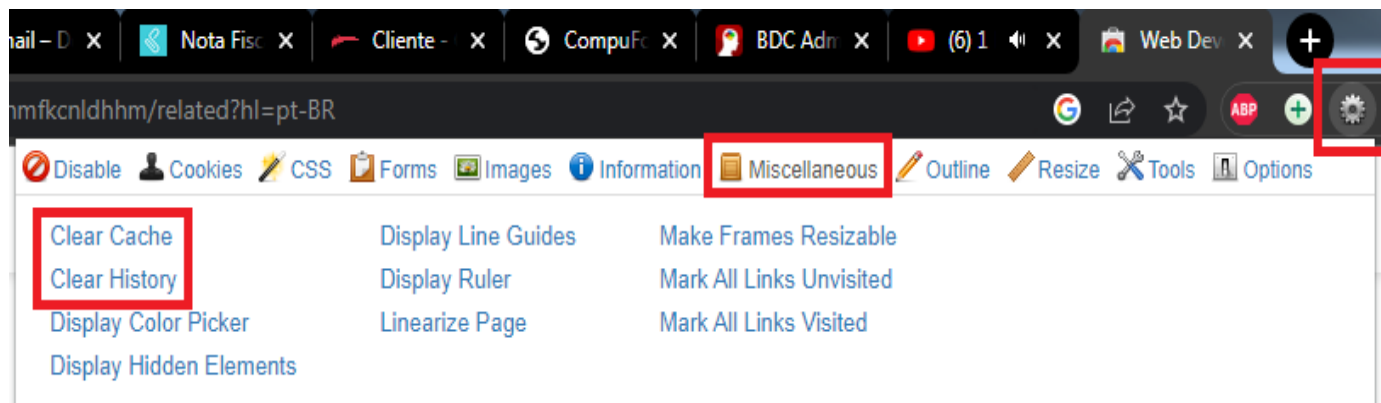 ail – D Nota Fisc Cliente - CompuFo BDC Adm (6) 1 Web Dev
mfkcnldhhm/related?hl=pt-BR G ABP
Disable Cookies CSS Forms Images Information Miscellaneous Outline Resize Tools Options
Clear Cache Display Line Guides Make Frames Resizable
Clear History Display Ruler Mark All Links Unvisited
Display Color Picker Linearize Page Mark All Links Visited
Display Hidden Elements